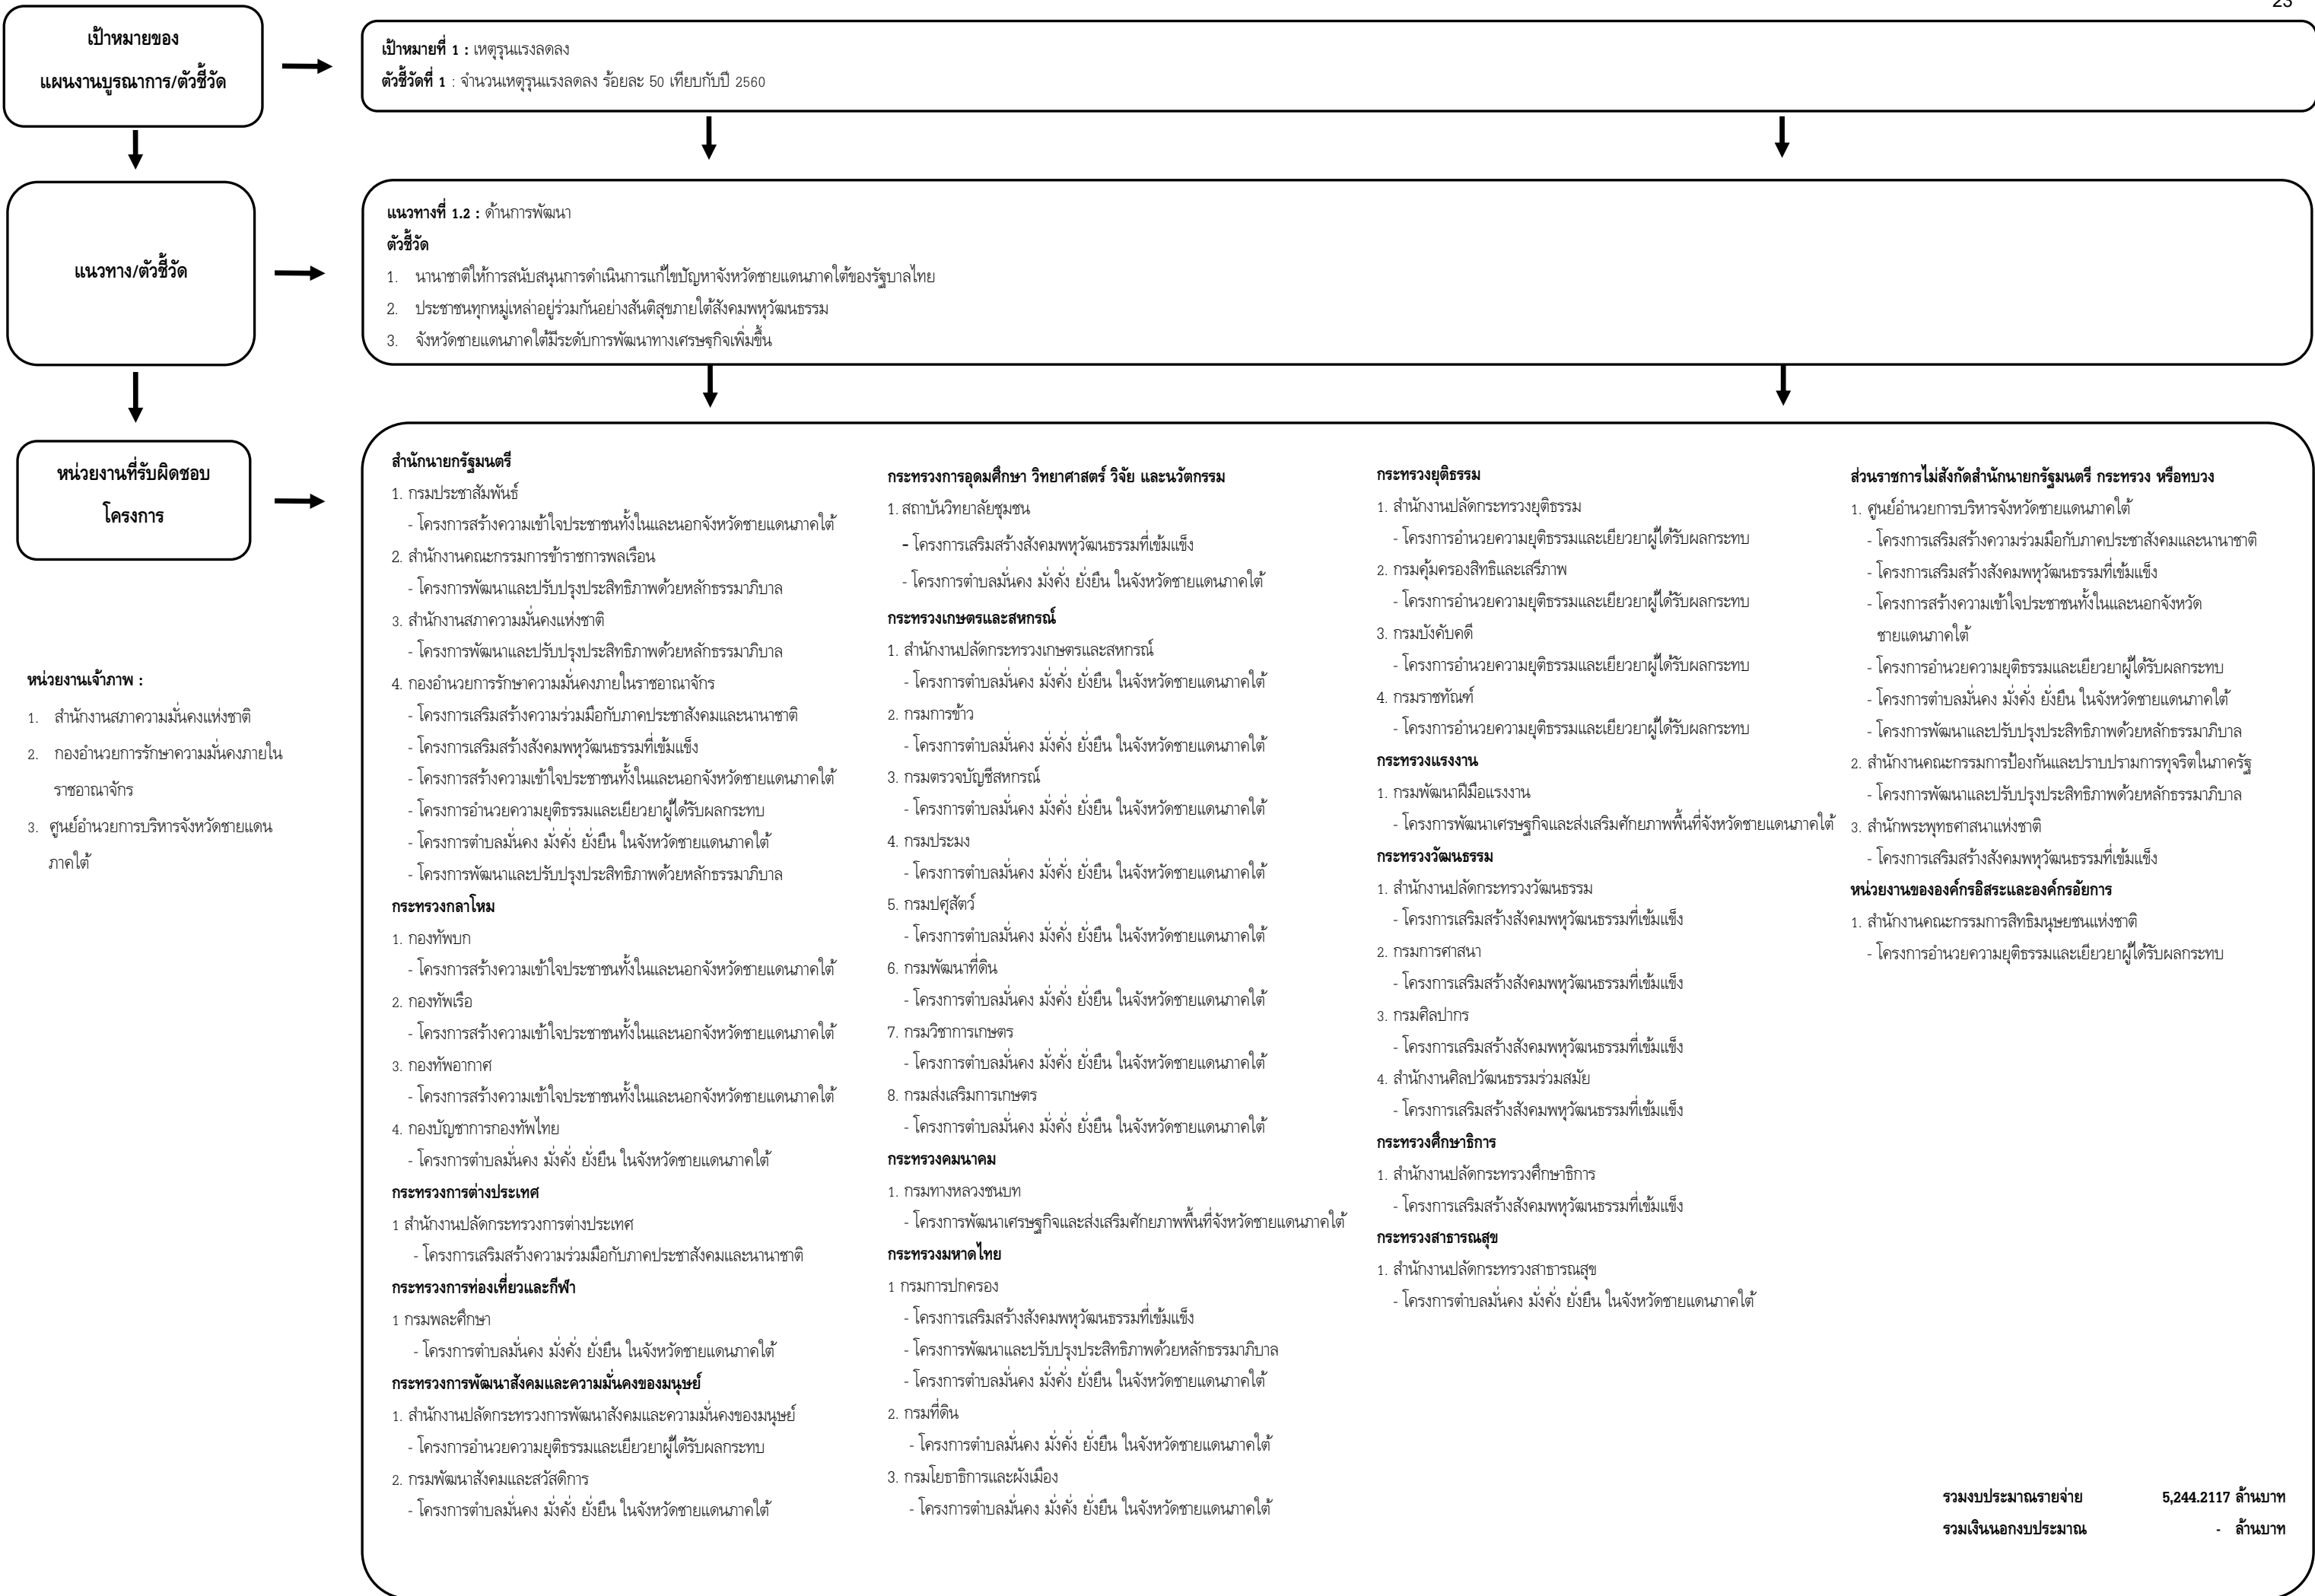 เป้าหมายของ
แผนงานบูรณาการ/ตัวชี้วัด
เป้าหมายที่ 1 : เหตุรุนแรงลดลง
ตัวชี้วัดที่ 1 : จำนวนเหตุรุนแรงลดลง ร้อยละ 50 เทียบกับปี 2560
แนวทาง/ตัวชี้วัด
แนวทางที่ 1.2 : ด้านการพัฒนา
ตัวชี้วัด
1. นานาชาติให้การสนับสนุนการดำเนินการแก้ไขปัญหาจังหวัดชายแดนภาคใต้ของรัฐบาลไทย
2. ประชาชนทุกหมู่เหล่าอยู่ร่วมกันอย่างสันติสุขภายใต้สังคมพหุวัฒนธรรม
3. จังหวัดชายแดนภาคใต้มีระดับการพัฒนาทางเศรษฐกิจเพิ่มขึ้น
หน่วยงานที่รับผิดชอบ
โครงการ
หน่วยงานเจ้าภาพ :
1. สำนักงานสภาความมั่นคงแห่งชาติ
2. กองอำนวยการรักษาความมั่นคงภายใน
ราชอาณาจักร
3. ศูนย์อำนวยการบริหารจังหวัดชายแดน
ภาคใต้
สำนักนายกรัฐมนตรี
1. กรมประชาสัมพันธ์
- โครงการสร้างความเข้าใจประชาชนทั้งในและนอกจังหวัดชายแดนภาคใต้
2. สำนักงานคณะกรรมการข้าราชการพลเรือน
- โครงการพัฒนาและปรับปรุงประสิทธิภาพด้วยหลักธรรมาภิบาล
3. สำนักงานสภาความมั่นคงแห่งชาติ
- โครงการพัฒนาและปรับปรุงประสิทธิภาพด้วยหลักธรรมาภิบาล
4. กองอำนวยการรักษาความมั่นคงภายในราชอาณาจักร
- โครงการเสริมสร้างความร่วมมือกับภาคประชาสังคมและนานาชาติ
- โครงการเสริมสร้างสังคมพหุวัฒนธรรมที่เข้มแข็ง
- โครงการสร้างความเข้าใจประชาชนทั้งในและนอกจังหวัดชายแดนภาคใต้
- โครงการอำนวยความยุติธรรมและเยียวยาผู้ได้รับผลกระทบ
- โครงการตำบลมั่นคง มั่งคั่ง ยั่งยืน ในจังหวัดชายแดนภาคใต้
- โครงการพัฒนาและปรับปรุงประสิทธิภาพด้วยหลักธรรมาภิบาล
กระทรวงกลาโหม
1. กองทัพบก
- โครงการสร้างความเข้าใจประชาชนทั้งในและนอกจังหวัดชายแดนภาคใต้
2. กองทัพเรือ
- โครงการสร้างความเข้าใจประชาชนทั้งในและนอกจังหวัดชายแดนภาคใต้
3. กองทัพอากาศ
- โครงการสร้างความเข้าใจประชาชนทั้งในและนอกจังหวัดชายแดนภาคใต้
4. กองบัญชาการกองทัพไทย
- โครงการตำบลมั่นคง มั่งคั่ง ยั่งยืน ในจังหวัดชายแดนภาคใต้
กระทรวงการต่างประเทศ
1 สำนักงานปลัดกระทรวงการต่างประเทศ
- โครงการเสริมสร้างความร่วมมือกับภาคประชาสังคมและนานาชาติ
กระทรวงการท่องเที่ยวและกีฬา
1 กรมพละศึกษา
- โครงการตำบลมั่นคง มั่งคั่ง ยั่งยืน ในจังหวัดชายแดนภาคใต้
กระทรวงการพัฒนาสังคมและความมั่นคงของมนุษย์
1. สำนักงานปลัดกระทรวงการพัฒนาสังคมและความมั่นคงของมนุษย์
- โครงการอำนวยความยุติธรรมและเยียวยาผู้ได้รับผลกระทบ
2. กรมพัฒนาสังคมและสวัสดิการ
- โครงการตำบลมั่นคง มั่งคั่ง ยั่งยืน ในจังหวัดชายแดนภาคใต้
กระทรวงการอุดมศึกษา วิทยาศาสตร์ วิจัย และนวัตกรรม
1. สถาบันวิทยาลัยชุมชน
- โครงการเสริมสร้างสังคมพหุวัฒนธรรมที่เข้มแข็ง
- โครงการตำบลมั่นคง มั่งคั่ง ยั่งยืน ในจังหวัดชายแดนภาคใต้
กระทรวงเกษตรและสหกรณ์
1. สำนักงานปลัดกระทรวงเกษตรและสหกรณ์
- โครงการตำบลมั่นคง มั่งคั่ง ยั่งยืน ในจังหวัดชายแดนภาคใต้
2. กรมการข้าว
- โครงการตำบลมั่นคง มั่งคั่ง ยั่งยืน ในจังหวัดชายแดนภาคใต้
3. กรมตรวจบัญชีสหกรณ์
- โครงการตำบลมั่นคง มั่งคั่ง ยั่งยืน ในจังหวัดชายแดนภาคใต้
4. กรมประมง
- โครงการตำบลมั่นคง มั่งคั่ง ยั่งยืน ในจังหวัดชายแดนภาคใต้
5. กรมปศุสัตว์
- โครงการตำบลมั่นคง มั่งคั่ง ยั่งยืน ในจังหวัดชายแดนภาคใต้
6. กรมพัฒนาที่ดิน
- โครงการตำบลมั่นคง มั่งคั่ง ยั่งยืน ในจังหวัดชายแดนภาคใต้
7. กรมวิชาการเกษตร
- โครงการตำบลมั่นคง มั่งคั่ง ยั่งยืน ในจังหวัดชายแดนภาคใต้
8. กรมส่งเสริมการเกษตร
- โครงการตำบลมั่นคง มั่งคั่ง ยั่งยืน ในจังหวัดชายแดนภาคใต้
กระทรวงคมนาคม
1. กรมทางหลวงชนบท
- โครงการพัฒนาเศรษฐกิจและส่งเสริมศักยภาพพื้นที่จังหวัดชายแดนภาคใต้
กระทรวงมหาดไทย
1 กรมการปกครอง
- โครงการเสริมสร้างสังคมพหุวัฒนธรรมที่เข้มแข็ง
- โครงการพัฒนาและปรับปรุงประสิทธิภาพด้วยหลักธรรมาภิบาล
- โครงการตำบลมั่นคง มั่งคั่ง ยั่งยืน ในจังหวัดชายแดนภาคใต้
2. กรมที่ดิน
- โครงการตำบลมั่นคง มั่งคั่ง ยั่งยืน ในจังหวัดชายแดนภาคใต้
3. กรมโยธาธิการและผังเมือง
- โครงการตำบลมั่นคง มั่งคั่ง ยั่งยืน ในจังหวัดชายแดนภาคใต้
กระทรวงยุติธรรม
1. สำนักงานปลัดกระทรวงยุติธรรม
- โครงการอำนวยความยุติธรรมและเยียวยาผู้ได้รับผลกระทบ
2. กรมคุ้มครองสิทธิและเสรีภาพ
- โครงการอำนวยความยุติธรรมและเยียวยาผู้ได้รับผลกระทบ
3. กรมบังคับคดี
- โครงการอำนวยความยุติธรรมและเยียวยาผู้ได้รับผลกระทบ
4. กรมราชทัณฑ์
- โครงการอำนวยความยุติธรรมและเยียวยาผู้ได้รับผลกระทบ
กระทรวงแรงงาน
1. กรมพัฒนาฝีมือแรงงาน
- โครงการพัฒนาเศรษฐกิจและส่งเสริมศักยภาพพื้นที่จังหวัดชายแดนภาคใต้
กระทรวงวัฒนธรรม
1. สำนักงานปลัดกระทรวงวัฒนธรรม
- โครงการเสริมสร้างสังคมพหุวัฒนธรรมที่เข้มแข็ง
2. กรมการศาสนา
- โครงการเสริมสร้างสังคมพหุวัฒนธรรมที่เข้มแข็ง
3. กรมศิลปากร
- โครงการเสริมสร้างสังคมพหุวัฒนธรรมที่เข้มแข็ง
4. สำนักงานศิลปวัฒนธรรมร่วมสมัย
- โครงการเสริมสร้างสังคมพหุวัฒนธรรมที่เข้มแข็ง
กระทรวงศึกษาธิการ
1. สำนักงานปลัดกระทรวงศึกษาธิการ
- โครงการเสริมสร้างสังคมพหุวัฒนธรรมที่เข้มแข็ง
กระทรวงสาธารณสุข
1. สำนักงานปลัดกระทรวงสาธารณสุข
- โครงการตำบลมั่นคง มั่งคั่ง ยั่งยืน ในจังหวัดชายแดนภาคใต้
ส่วนราชการไม่สังกัดสำนักนายกรัฐมนตรี กระทรวง หรือทบวง
1. ศูนย์อำนวยการบริหารจังหวัดชายแดนภาคใต้
- โครงการเสริมสร้างความร่วมมือกับภาคประชาสังคมและนานาชาติ
- โครงการเสริมสร้างสังคมพหุวัฒนธรรมที่เข้มแข็ง
- โครงการสร้างความเข้าใจประชาชนทั้งในและนอกจังหวัด
ชายแดนภาคใต้
- โครงการอำนวยความยุติธรรมและเยียวยาผู้ได้รับผลกระทบ
- โครงการตำบลมั่นคง มั่งคั่ง ยั่งยืน ในจังหวัดชายแดนภาคใต้
- โครงการพัฒนาและปรับปรุงประสิทธิภาพด้วยหลักธรรมาภิบาล
2. สำนักงานคณะกรรมการป้องกันและปราบปรามการทุจริตในภาครัฐ
- โครงการพัฒนาและปรับปรุงประสิทธิภาพด้วยหลักธรรมาภิบาล
3. สำนักพระพุทธศาสนาแห่งชาติ
- โครงการเสริมสร้างสังคมพหุวัฒนธรรมที่เข้มแข็ง
หน่วยงานขององค์กรอิสระและองค์กรอัยการ
1. สำนักงานคณะกรรมการสิทธิมนุษยชนแห่งชาติ
- โครงการอำนวยความยุติธรรมและเยียวยาผู้ได้รับผลกระทบ
รวมงบประมาณรายจ่าย 5,244.2117 ล้านบาท
รวมเงินนอกงบประมาณ - ล้านบาท